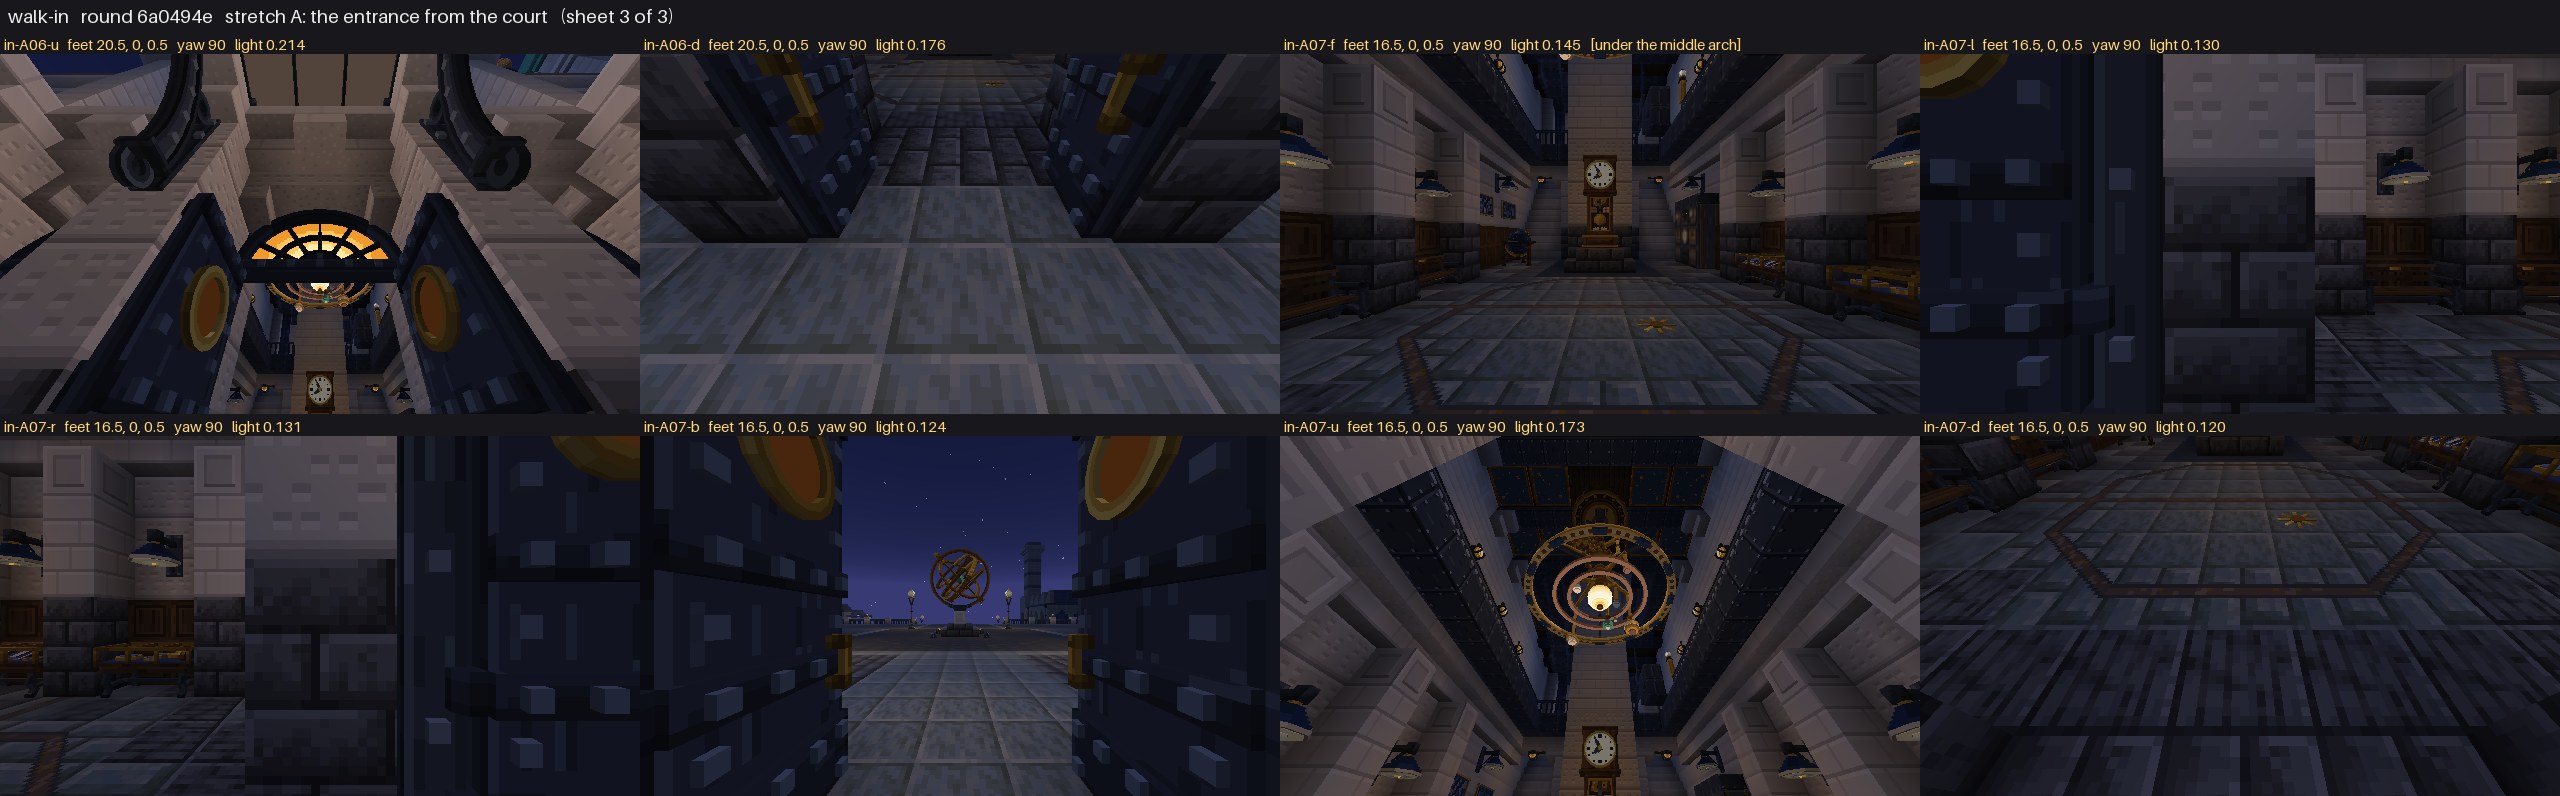 walk-in   round 6a0494e   stretch A: the entrance from the court   (sheet 3 of 3)
in-A06-u   feet 20.5, 0, 0.5   yaw 90   light 0.214
in-A06-d   feet 20.5, 0, 0.5   yaw 90   light 0.176
in-A07-f   feet 16.5, 0, 0.5   yaw 90   light 0.145   [under the middle arch]
in-A07-l   feet 16.5, 0, 0.5   yaw 90   light 0.130
in-A07-r   feet 16.5, 0, 0.5   yaw 90   light 0.131
in-A07-b   feet 16.5, 0, 0.5   yaw 90   light 0.124
in-A07-u   feet 16.5, 0, 0.5   yaw 90   light 0.173
in-A07-d   feet 16.5, 0, 0.5   yaw 90   light 0.120